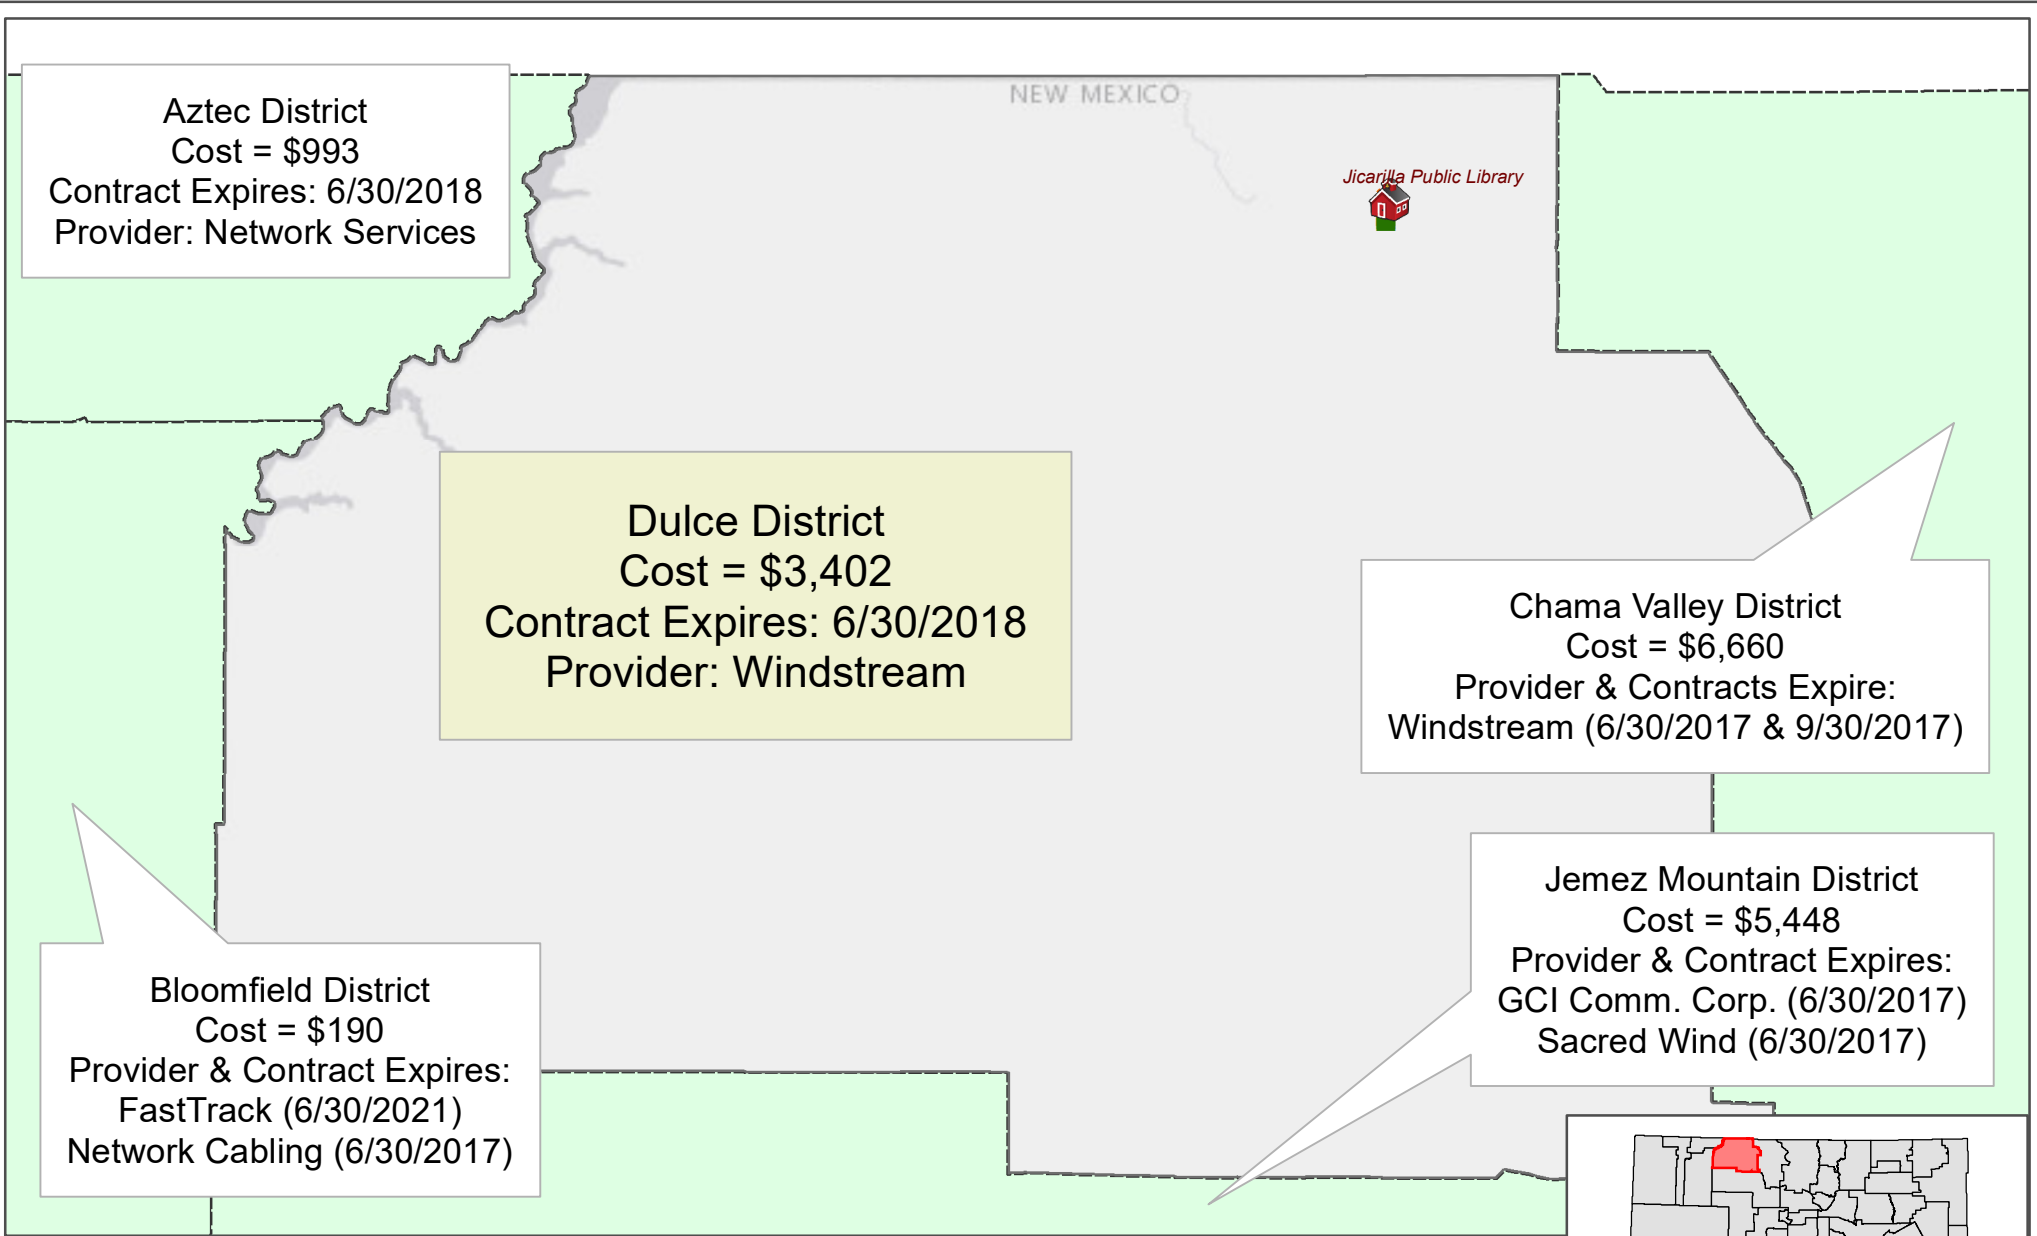 Aztec District
Cost = $993
Contract Expires: 6/30/2018
Provider: Network Services
NEW MEXICO
Jicarilla Public Library
Dulce District
Cost = $3,402
Contract Expires: 6/30/2018
Provider: Windstream
Chama Valley District
Cost = $6,660
Provider & Contracts Expire:
Windstream (6/30/2017 & 9/30/2017)
Jemez Mountain District
Cost = $5,448
Provider & Contract Expires:
GCI Comm. Corp. (6/30/2017)
Sacred Wind (6/30/2017)
Bloomfield District
Cost = $190
Provider & Contract Expires:
FastTrack (6/30/2021)
Network Cabling (6/30/2017)